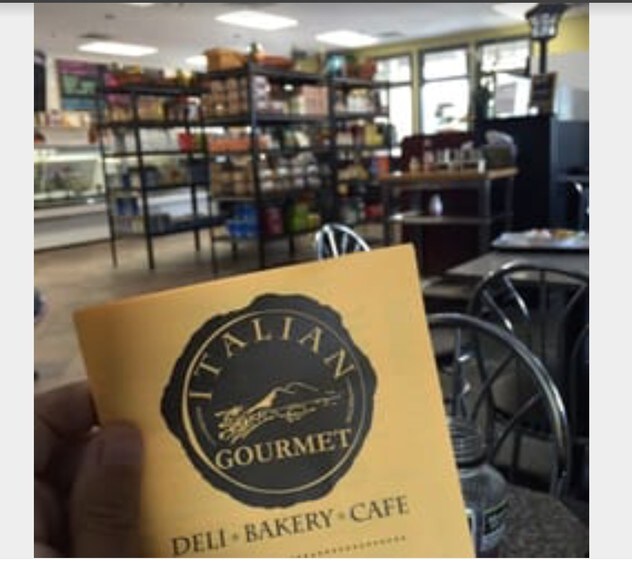 ITALIAN
GOURMET
DELI • BAKERY • CAFE